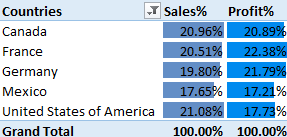 Countries Sales% Profit%
Canada 20.96% 20.89%
France 20.51% 22.38%
Germany 19.80% 21.79%
Mexico 17.65% 17.21%
United States of America 21.08% 17.73%
Grand Total 100.00% 100.00%